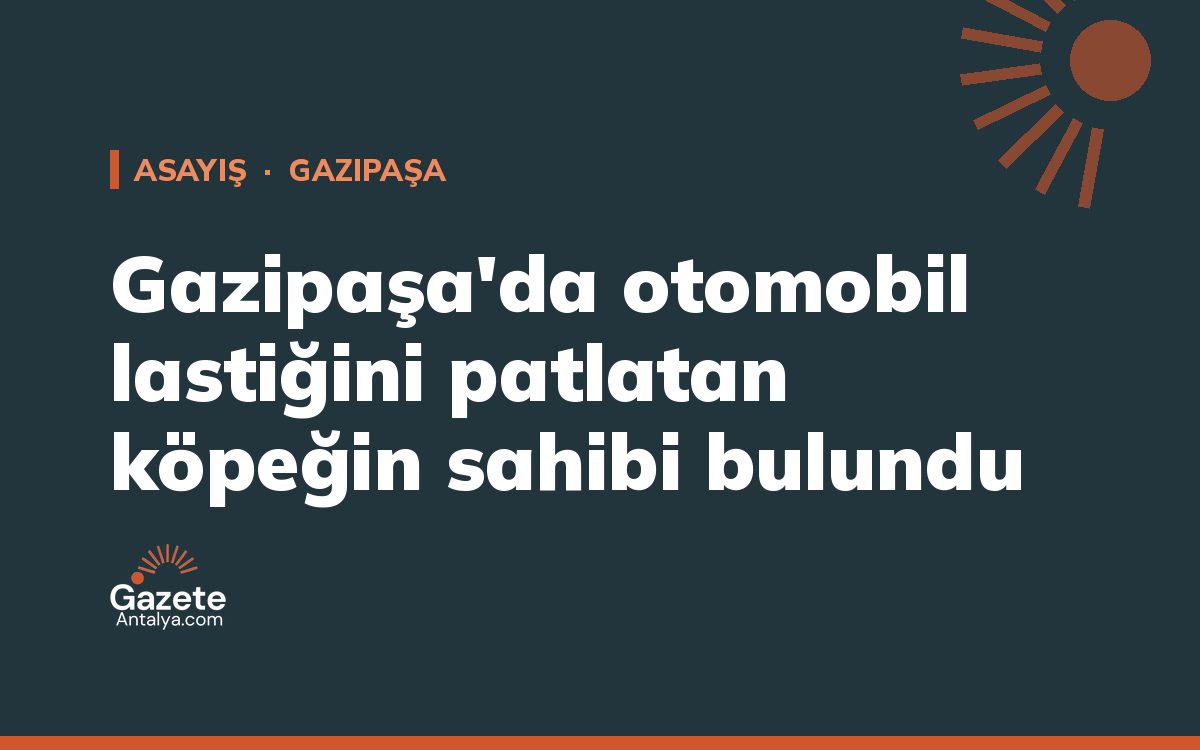 ASAYIŞ · GAZIPAŞA
Gazipaşa'da otomobil
lastiğini patlatan
köpeğin sahibi bulundu
Gazete
Antalya.com